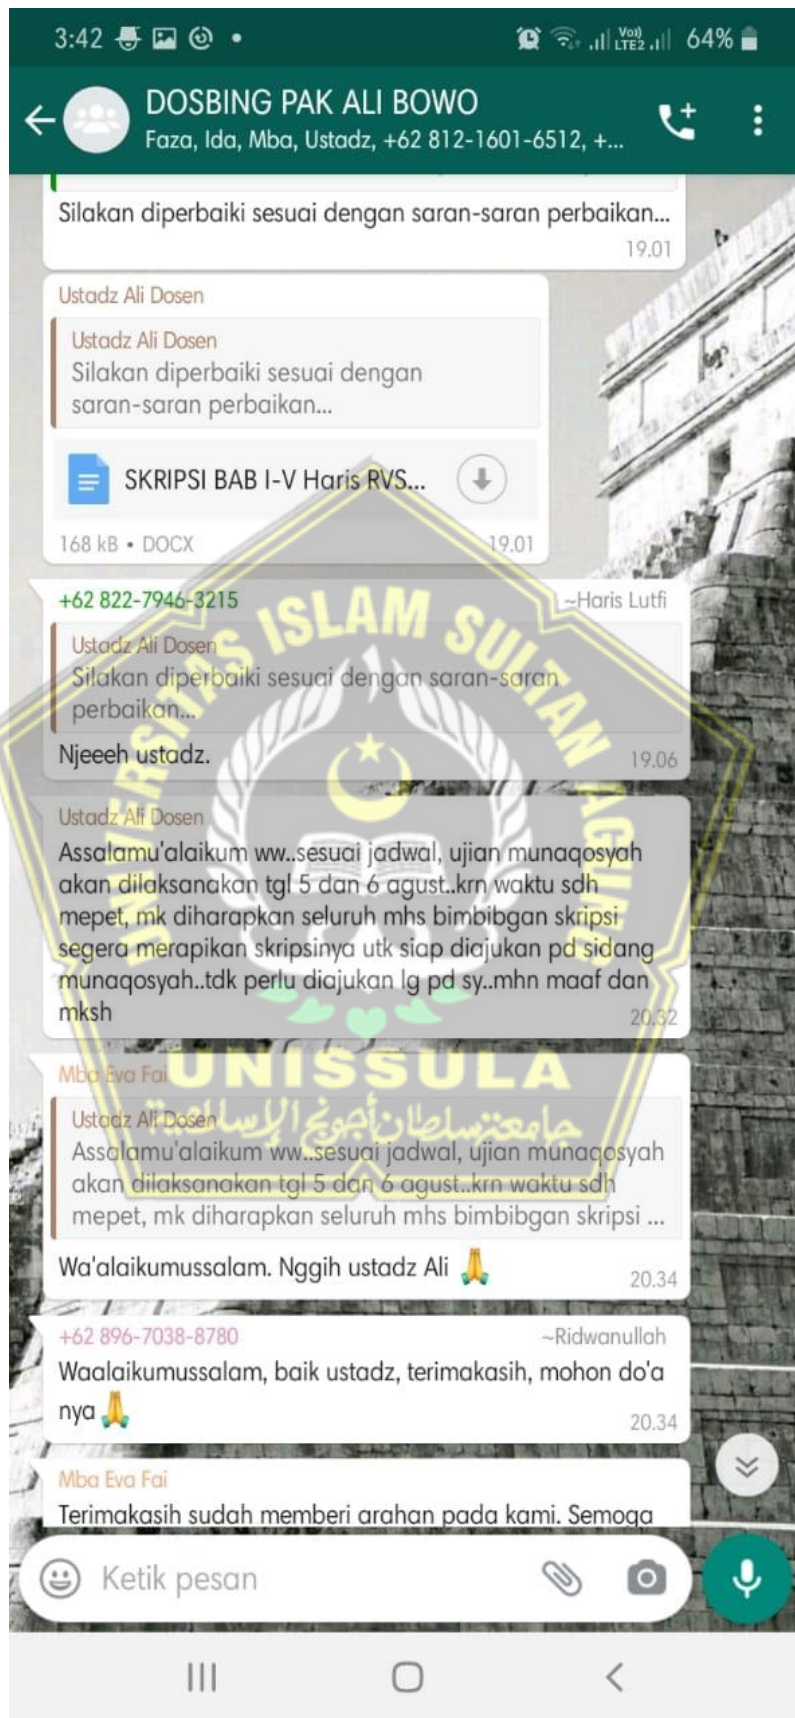 3:42
Vo)) LTE2 64%
DOSBING PAK ALI BOWO
Faza, Ida, Mba, Ustadz, +62 812-1601-6512, +...
Silakan diperbaiki sesuai dengan saran-saran perbaikan...
19.01
Ustadz Ali Dosen
Ustadz Ali Dosen
Silakan diperbaiki sesuai dengan
saran-saran perbaikan...
SKRIPSI BAB I-V Haris RVS...
168 kB • DOCX 19.01
+62 822-7946-3215 ~Haris Lutfi
Ustadz Ali Dosen
Silakan diperbaiki sesuai dengan saran-saran
perbaikan...
Njeeeh ustadz.
19.06
Ustadz Ali Dosen
Assalamu'alaikum ww..sesuai jadwal, ujian munaqosyah
akan dilaksanakan tgl 5 dan 6 agust..krn waktu sdh
mepet, mk diharapkan seluruh mhs bimbibgan skripsi
segera merapikan skripsinya utk siap diajukan pd sidang
munaqosyah..tdk perlu diajukan lg pd sy..mhn maaf dan
mksh
20.32
Mba Eva Fai
Ustadz Ali Dosen
Assalamu'alaikum ww..sesuai jadwal, ujian munaqosyah
akan dilaksanakan tgl 5 dan 6 agust..krn waktu sdh
mepet, mk diharapkan seluruh mhs bimbibgan skripsi ...
Wa'alaikumussalam. Nggih ustadz Ali 🙏
20.34
+62 896-7038-8780 ~Ridwanullah
Waalaikumussalam, baik ustadz, terimakasih, mohon do'a
nya 🙏
20.34
Mba Eva Fai
Terimakasih sudah memberi arahan pada kami. Semoga
Ketik pesan
UNIVERSITAS ISLAM SULTAN AGUNG
UNISSULA
جامعة سلطان أجونج الإسلامية